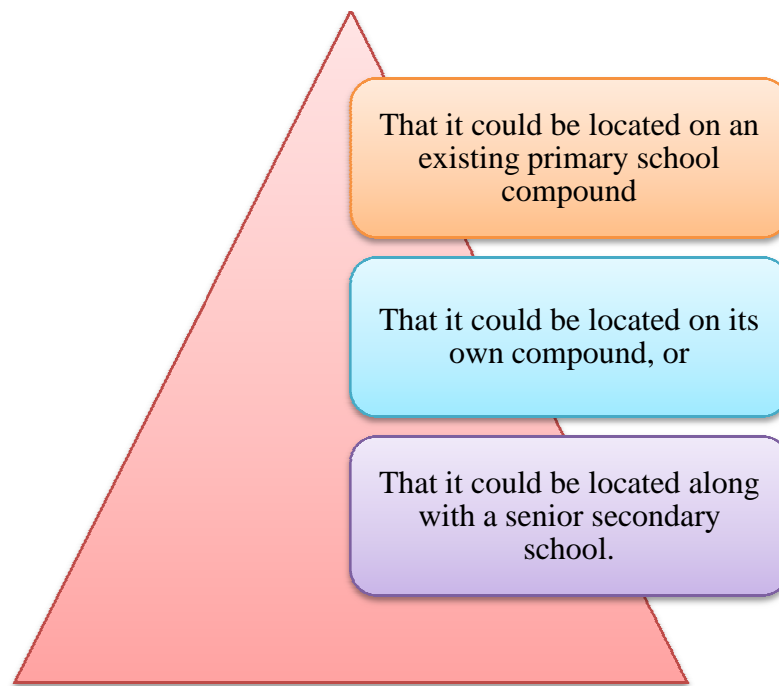 That it could be located on an
existing primary school
compound
That it could be located on its
own compound, or
That it could be located along
with a senior secondary
school.